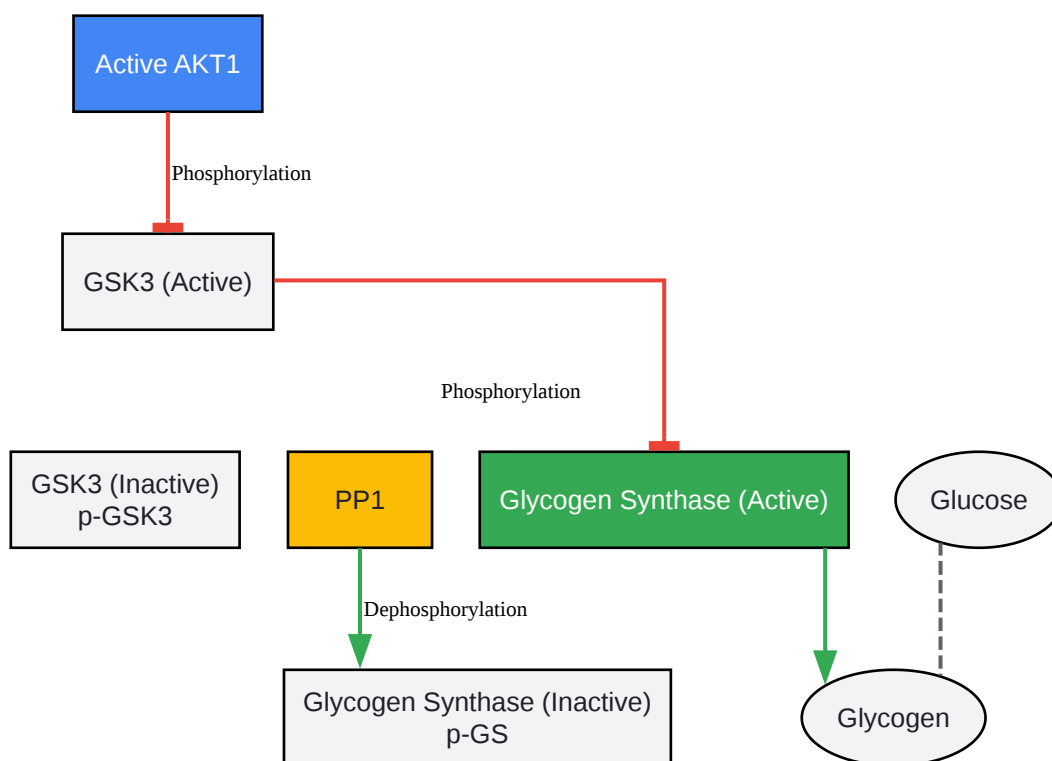 Active AKT1
Phosphorylation
GSK3 (Active)
Phosphorylation
GSK3 (Inactive)
p-GSK3
PP1
Glycogen Synthase (Active)
Glucose
Dephosphorylation
Glycogen Synthase (Inactive)
p-GS
Glycogen